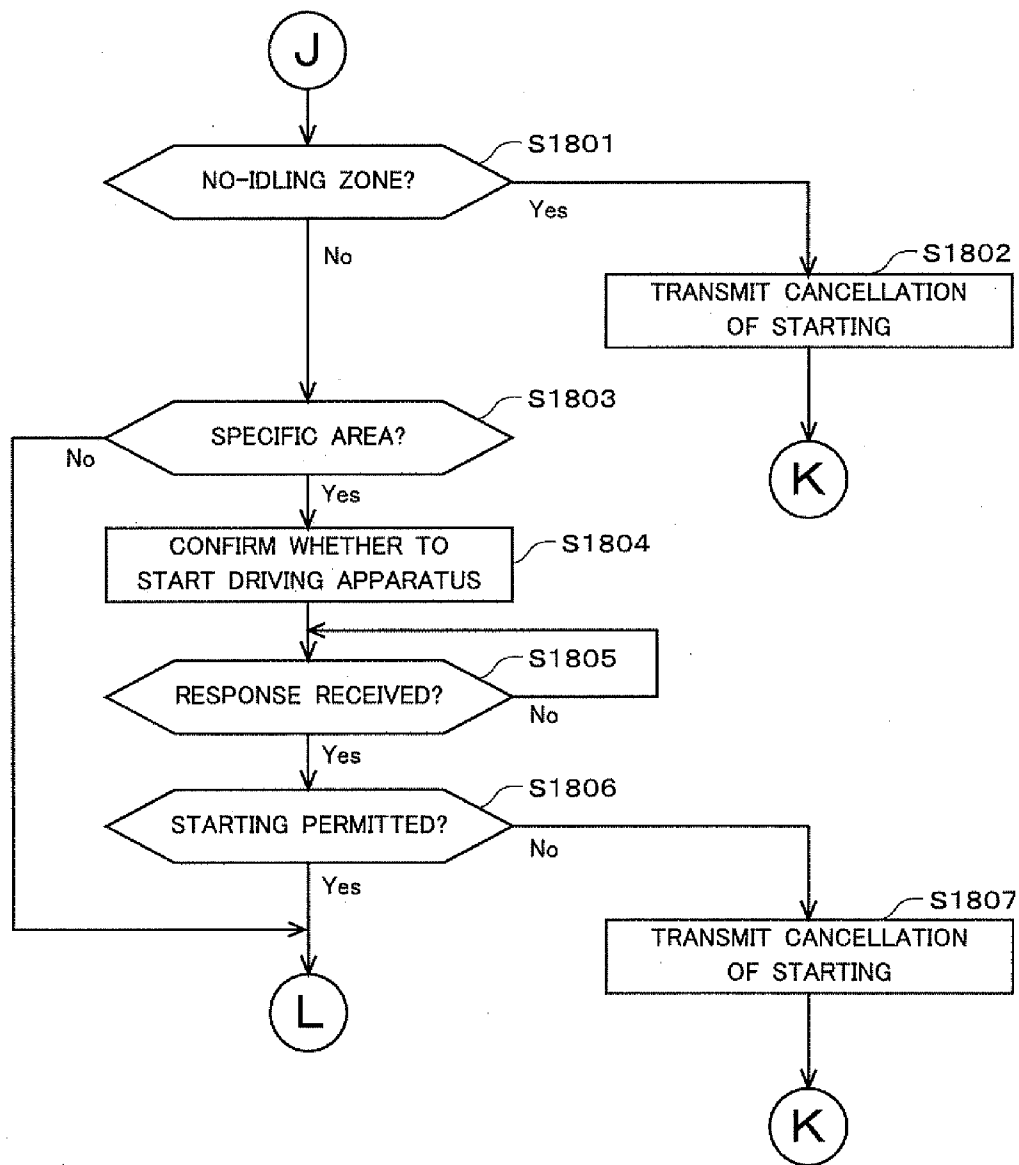 J
S1801
NO-IDLING ZONE?
Yes
No
S1802
TRANSMIT CANCELLATION
OF STARTING
K
S1803
SPECIFIC AREA?
No
Yes
S1804
CONFIRM WHETHER TO
START DRIVING APPARATUS
S1805
RESPONSE RECEIVED?
No
Yes
S1806
STARTING PERMITTED?
No
Yes
S1807
TRANSMIT CANCELLATION
OF STARTING
L
K